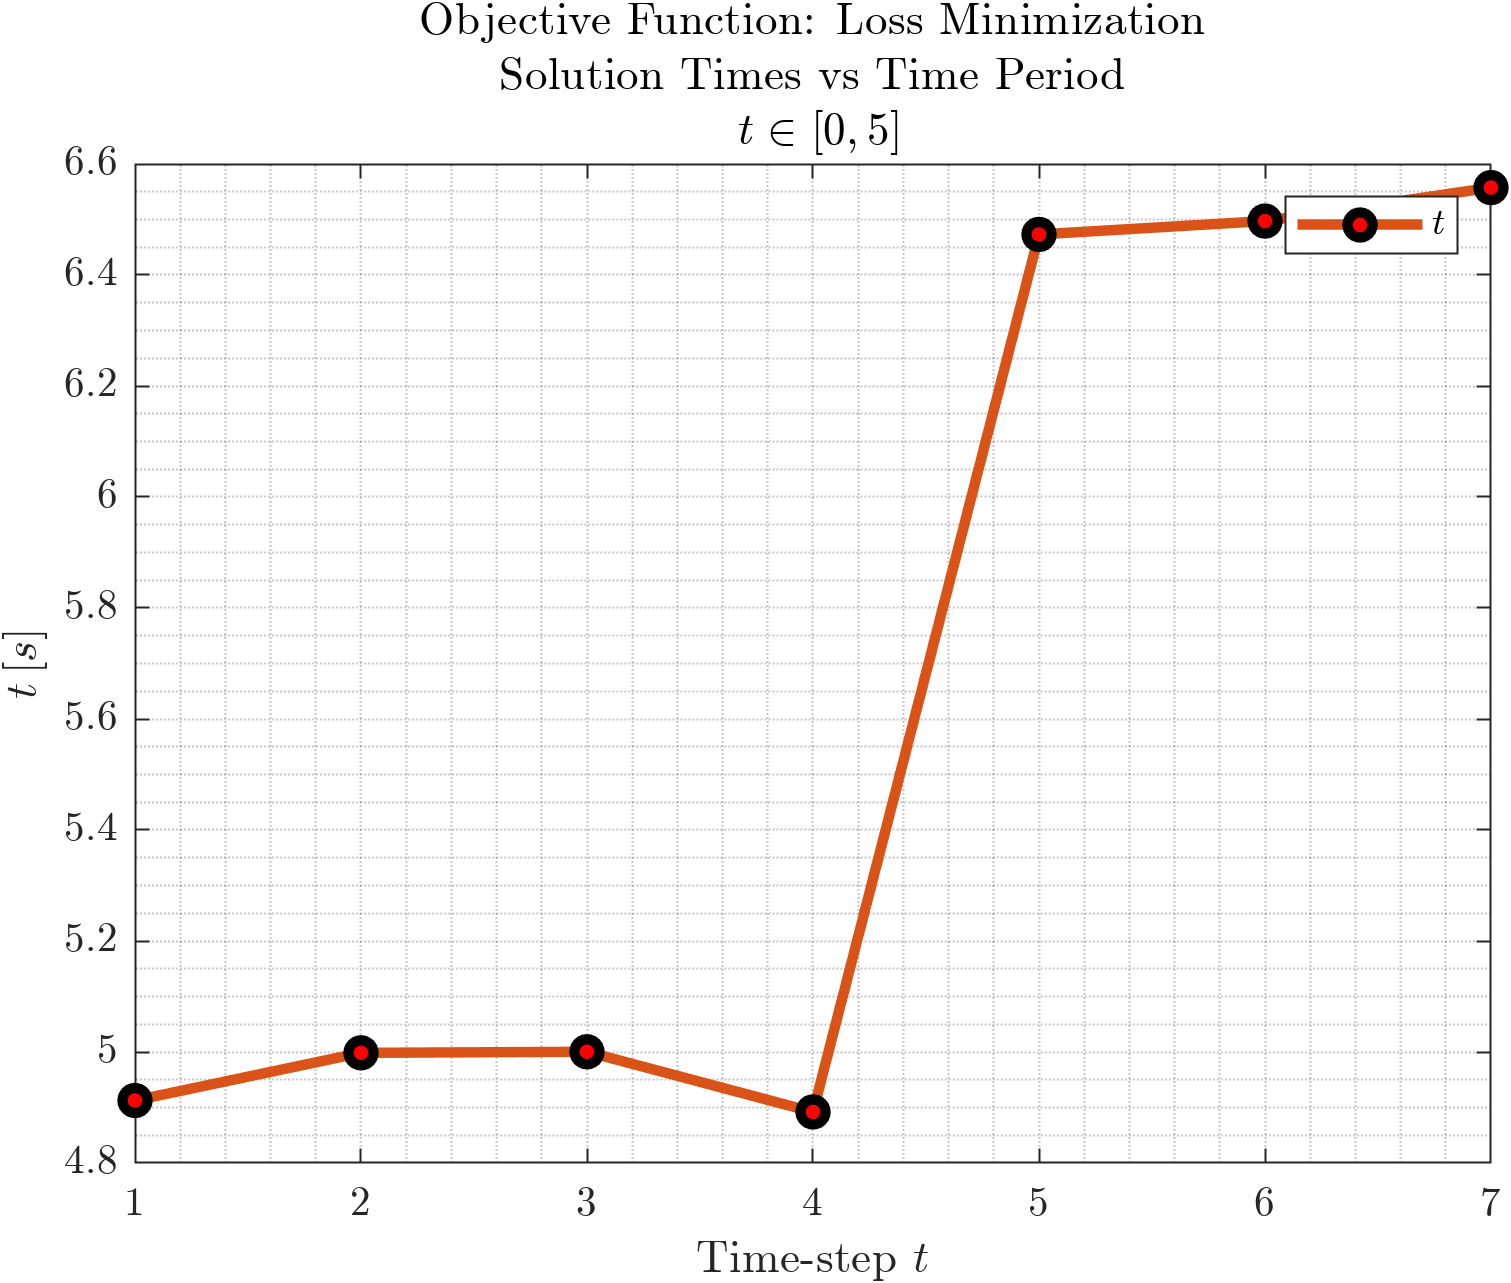 Objective Function: Loss Minimization
Solution Times vs Time Period
t ∈ [0, 5]
6.6
6.4
6.2
6
5.8
5.6
5.4
5.2
5
4.8
t [s]
t
1 2 3 4 5 6 7
Time-step t